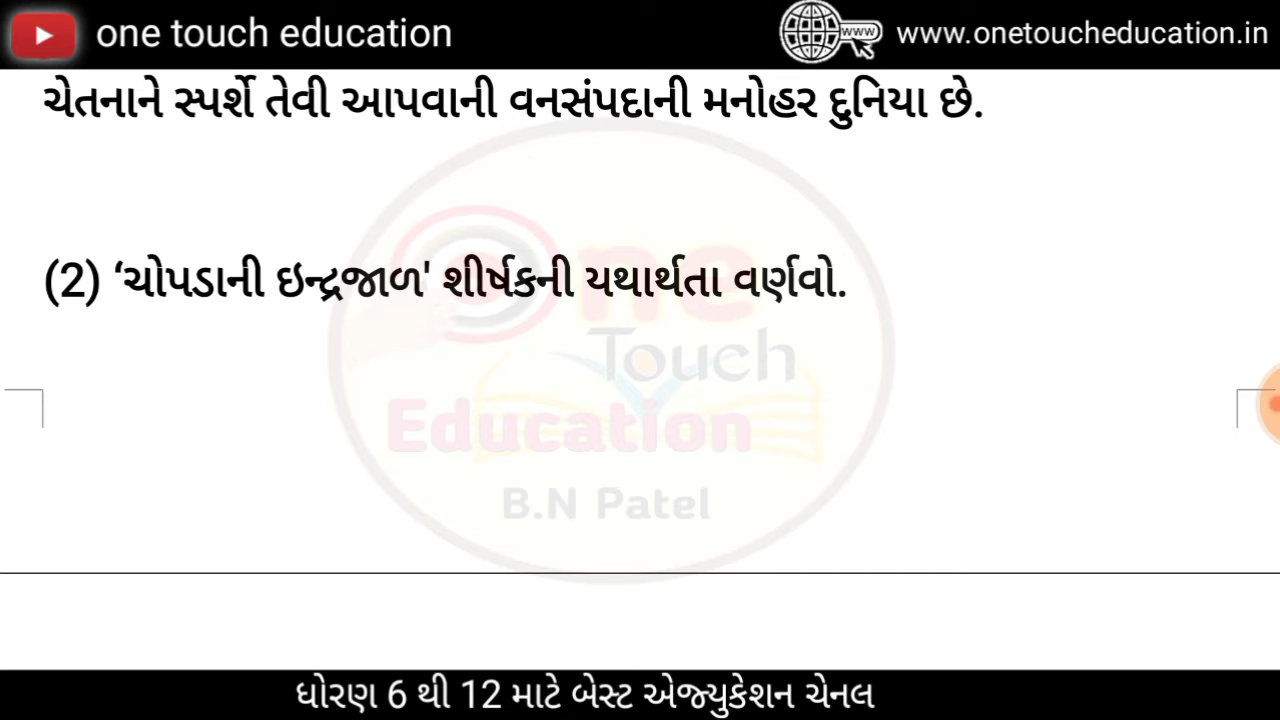 one touch education
www.onetoucheducation.in
ચેતનાને સ્પર્શે તેવી આપવાની વનસંપદાની મનોહર દુનિયા છે.
(2) ‘ચોપડાની ઇન્દ્રજાળ' શીર્ષકની યથાર્થતા વર્ણવો.
One
Touch
Education
B.N Patel
ધોરણ 6 થી 12 માટે બેસ્ટ એજ્યુકેશન ચેનલ